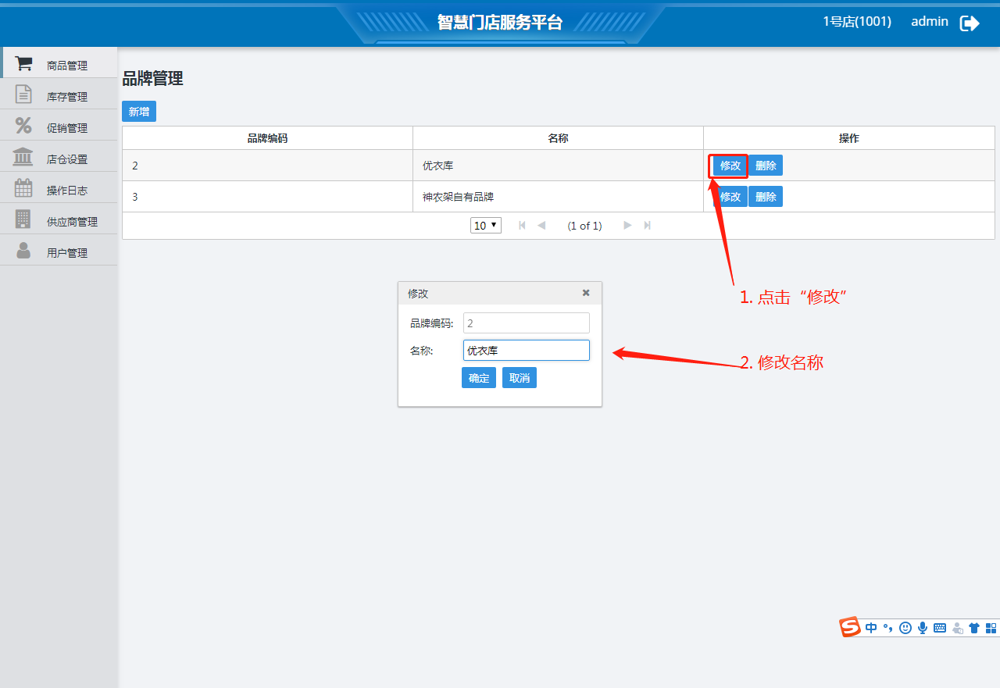 智慧门店服务平台
1号店(1001) admin
商品管理
库存管理
促销管理
店仓设置
操作日志
供应商管理
用户管理
品牌管理
新增
品牌编码 名称 操作
2 优衣库 修改 删除
3 神农架自有品牌 修改 删除
10 (1 of 1)
修改
品牌编码: 2
名称: 优衣库
确定 取消
1. 点击“修改”
2. 修改名称
S 中